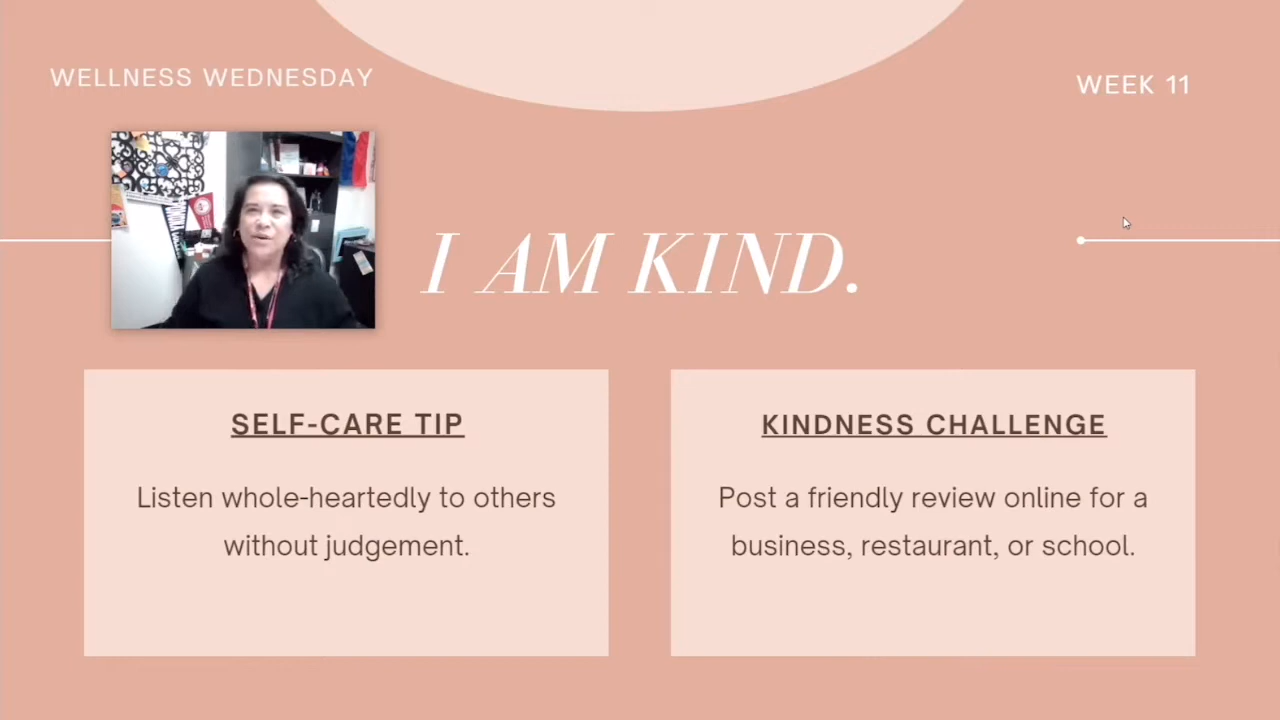 WELLNESS WEDNESDAY
WEEK 11
I AM KIND.
SELF-CARE TIP
Listen whole-heartedly to others
without judgement.
KINDNESS CHALLENGE
Post a friendly review online for a
business, restaurant, or school.